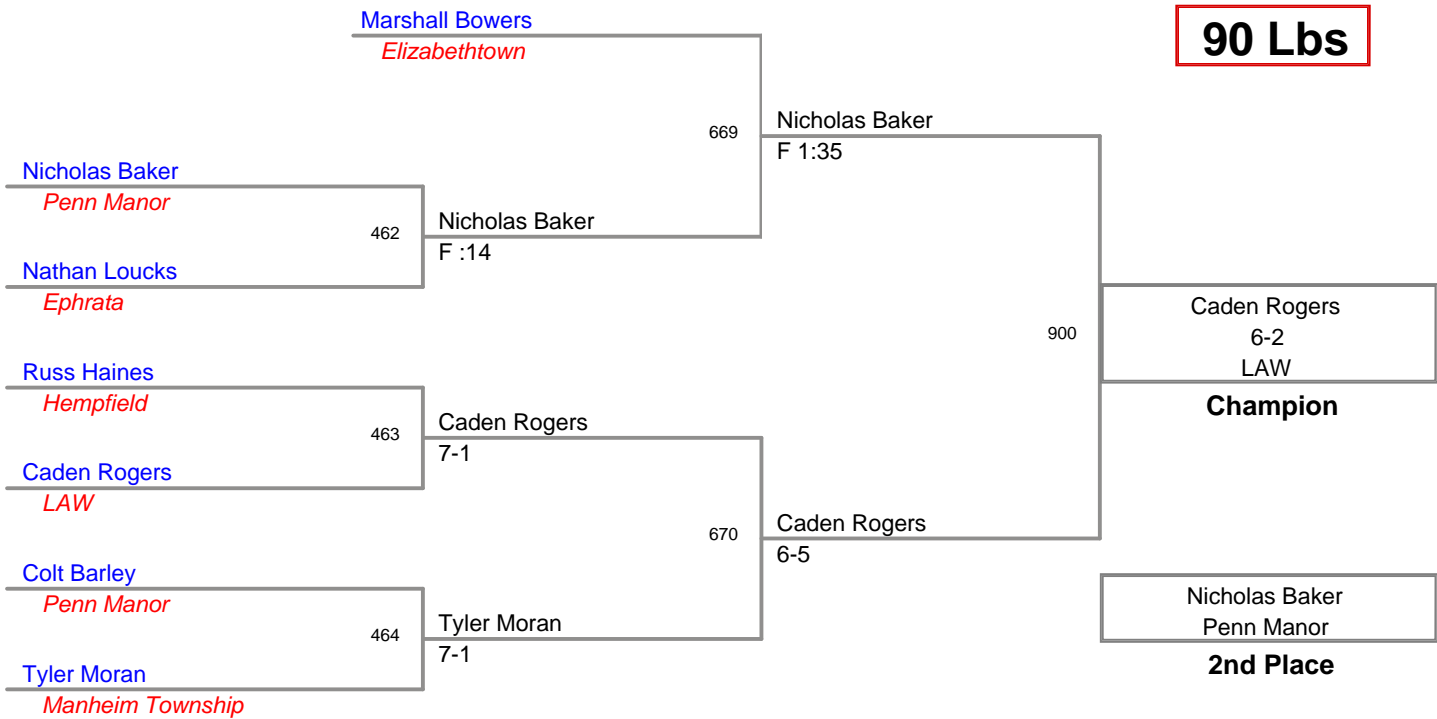 Marshall Bowers
Elizabethtown
90 Lbs
669
Nicholas Baker
F 1:35
Nicholas Baker
Penn Manor
462
Nicholas Baker
F :14
Nathan Loucks
Ephrata
900
Caden Rogers
6-2
LAW
Champion
Russ Haines
Hempfield
463
Caden Rogers
7-1
Caden Rogers
LAW
670
Caden Rogers
6-5
Colt Barley
Penn Manor
464
Tyler Moran
7-1
Tyler Moran
Manheim Township
Nicholas Baker
Penn Manor
2nd Place